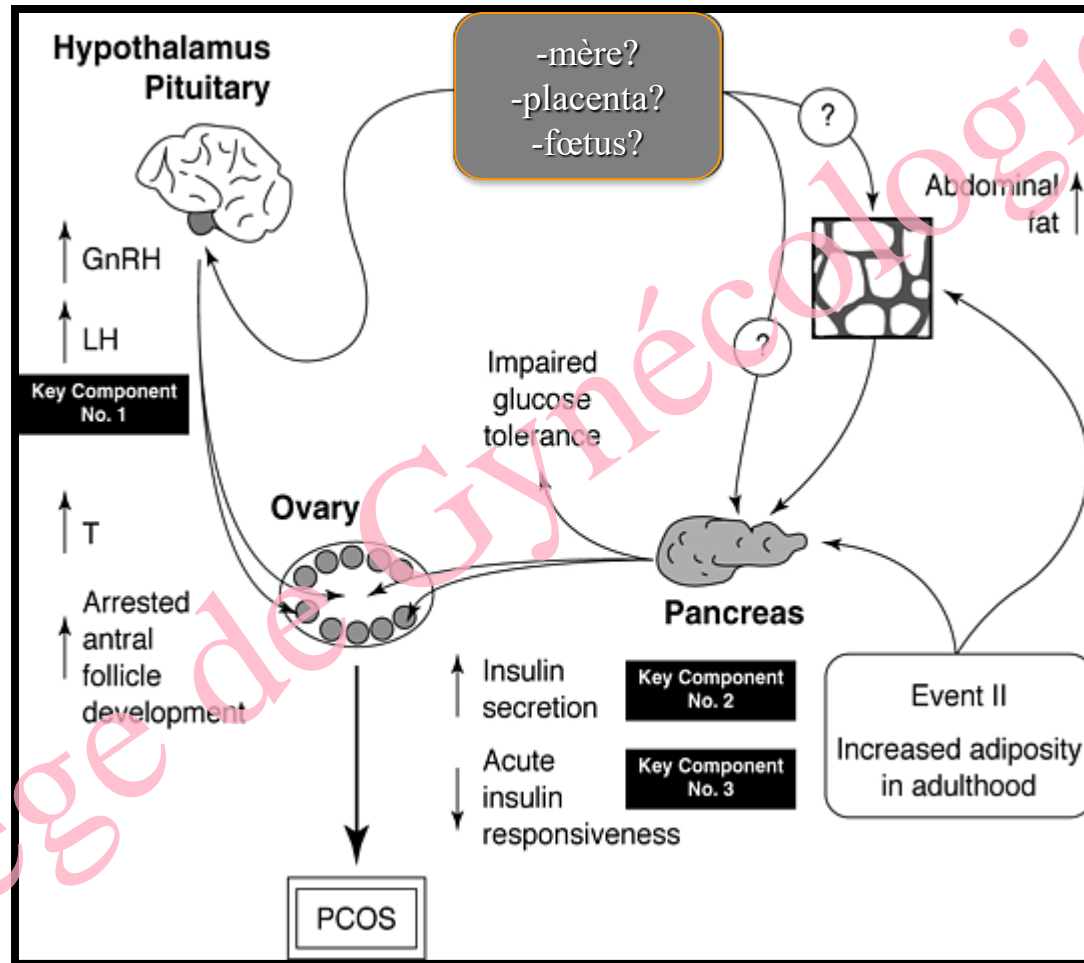 Hypothalamus
Pituitary
-mère?
-placenta?
-fœtus?
?
Abdominal
fat
GnRH
LH
Key Component
No. 1
?
Impaired
glucose
tolerance
T
Ovary
Arrested
antral
follicle
development
Pancreas
Insulin
secretion
Key Component
No. 2
Acute
insulin
responsiveness
Key Component
No. 3
Event II
Increased adiposity
in adulthood
PCOS
ège de Gynécologie